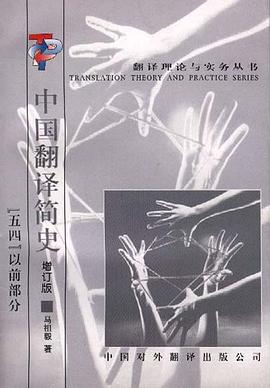 翻译理论与实务丛书
TRANSLATION THEORY AND PRACTICE SERIES
中国翻译简史
「五四」以前部分
增订版
马祖毅 著
中国对外翻译出版公司